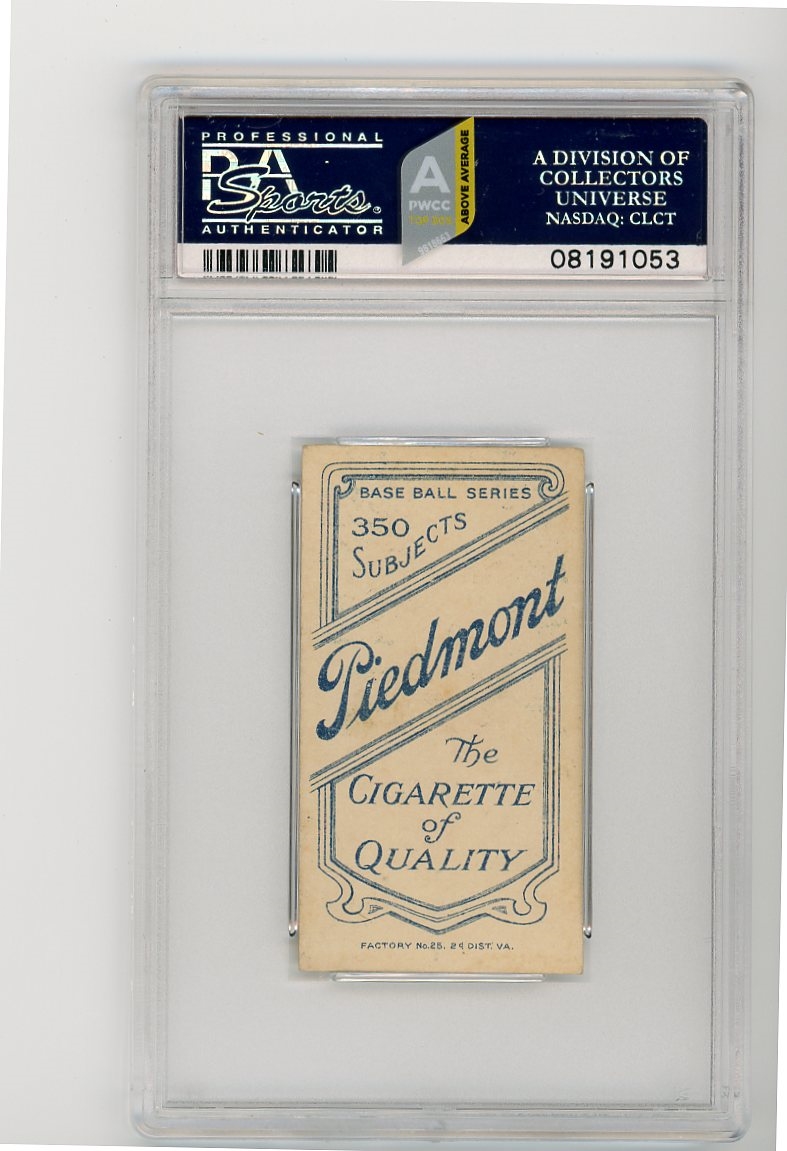 PROFESSIONAL
PSA
Sports
AUTHENTICATOR
A
PWCC
ABOVE AVERAGE
A DIVISION OF
COLLECTORS
UNIVERSE
NASDAQ: CLCT
08191053
BASE BALL SERIES
350
SUBJECTS
Piedmont
The
CIGARETTE
of
QUALITY
FACTORY No. 25, 2d DIST. VA.